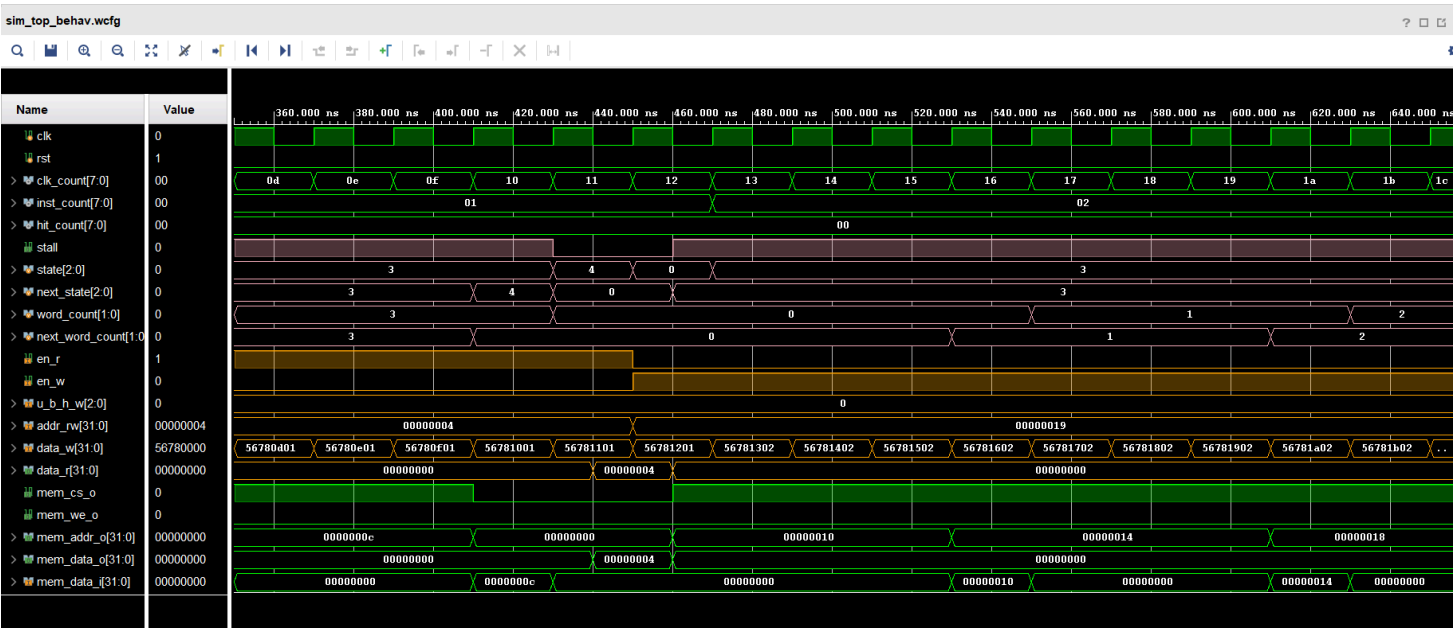 sim_top_behav.wcfg
?
Name Value 360.000 ns 380.000 ns 400.000 ns 420.000 ns 440.000 ns 460.000 ns 480.000 ns 500.000 ns 520.000 ns 540.000 ns 560.000 ns 580.000 ns 600.000 ns 620.000 ns 640.000 ns
clk 0
rst 1
clk_count[7:0] 00 0d 0e 0f 10 11 12 13 14 15 16 17 18 19 1a 1b 1c
inst_count[7:0] 00 01 02
hit_count[7:0] 00 00
stall 0
state[2:0] 0 3 4 0 3
next_state[2:0] 0 3 4 0 3
word_count[1:0] 0 3 0 1 2
next_word_count[1:0 0 3 0 1 2
en_r 1
en_w 0
u_b_h_w[2:0] 0 0
addr_rw[31:0] 00000004 00000004 00000019
data_w[31:0] 56780000 56780d01 56780e01 56780f01 56781001 56781101 56781201 56781302 56781402 56781502 56781602 56781702 56781802 56781902 56781a02 56781b02 ..
data_r[31:0] 00000000 00000000 00000004 00000000
mem_cs_o 0
mem_we_o 0
mem_addr_o[31:0] 00000000 0000000c 00000000 00000010 00000014 00000018
mem_data_o[31:0] 00000000 00000000 00000004 00000000
mem_data_i[31:0] 00000000 00000000 0000000c 00000000 00000010 00000000 00000014 00000000